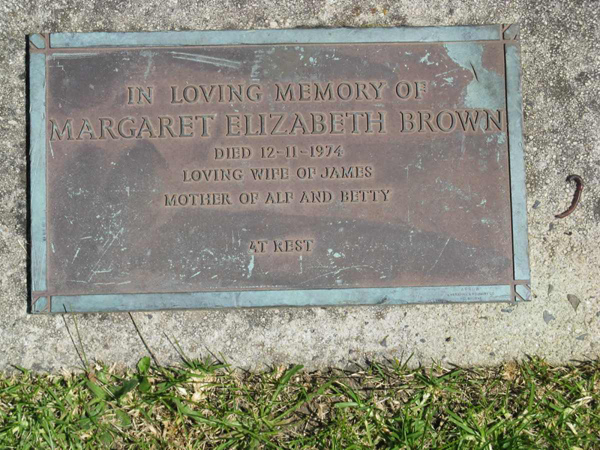 IN LOVING MEMORY OF
MARGARET ELIZABETH BROWN
DIED 12-11-1974
LOVING WIFE OF JAMES
MOTHER OF ALF AND BETTY
AT REST